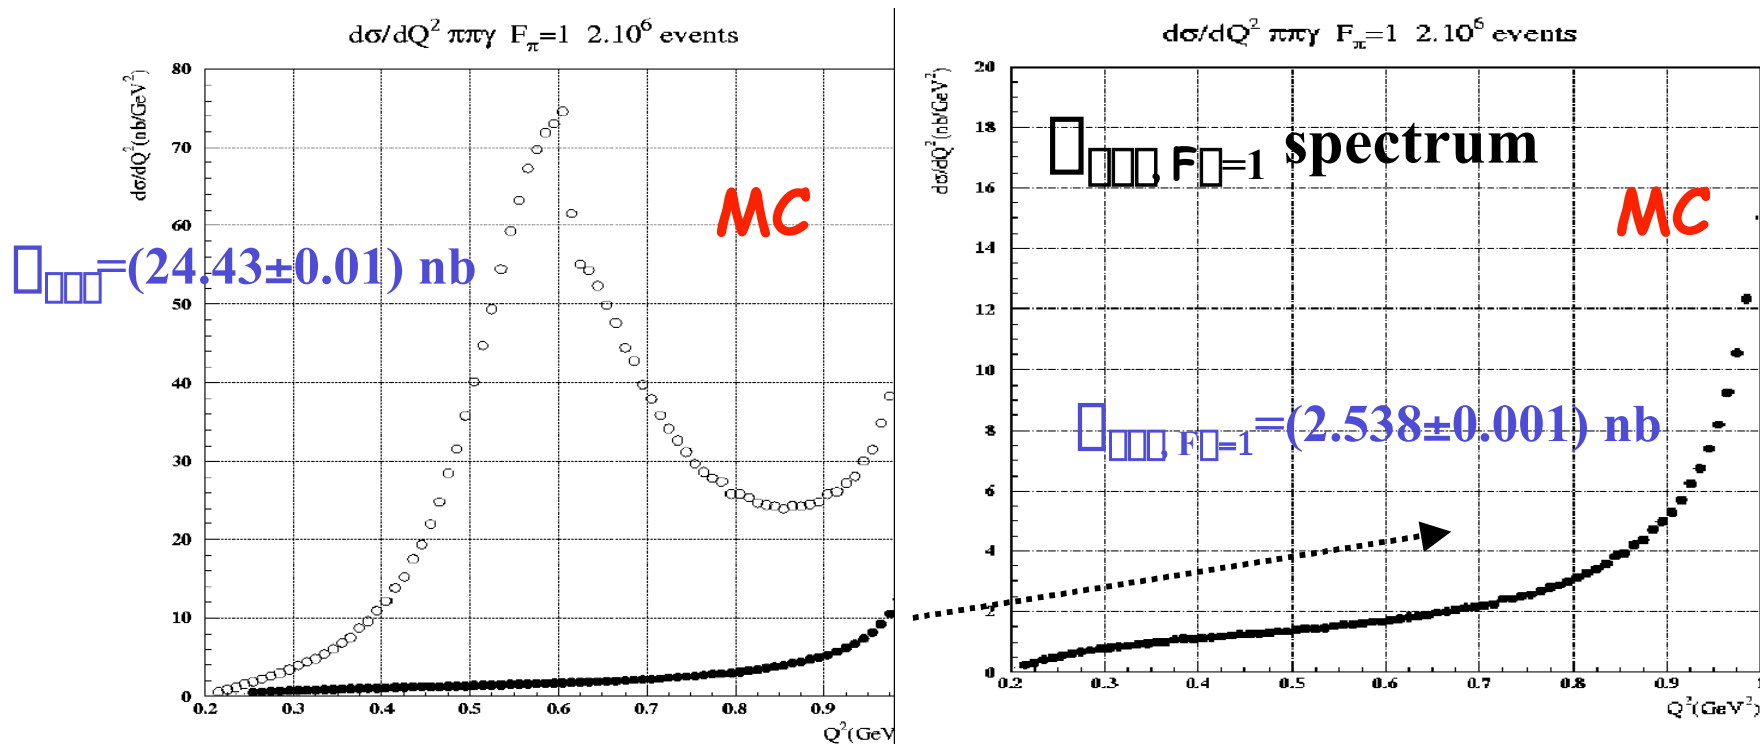 dσ/dQ² ππγ F_π=1 2.10⁶ events
dσ/dQ²(nb/GeV²)
80
70
60
50
40
30
20
10
0
0.2 0.3 0.4 0.5 0.6 0.7 0.8 0.9
Q²(GeV
MC
□□□□=(24.43±0.01) nb
dσ/dQ² ππγ F_π=1 2.10⁶ events
dσ/dQ²(nb/GeV²)
20
18
16
14
12
10
8
6
4
2
0
0.2 0.3 0.4 0.5 0.6 0.7 0.8 0.9 1
Q²(GeV²)
□□□□, F□=1 spectrum
MC
□□□□, F□=1=(2.538±0.001) nb